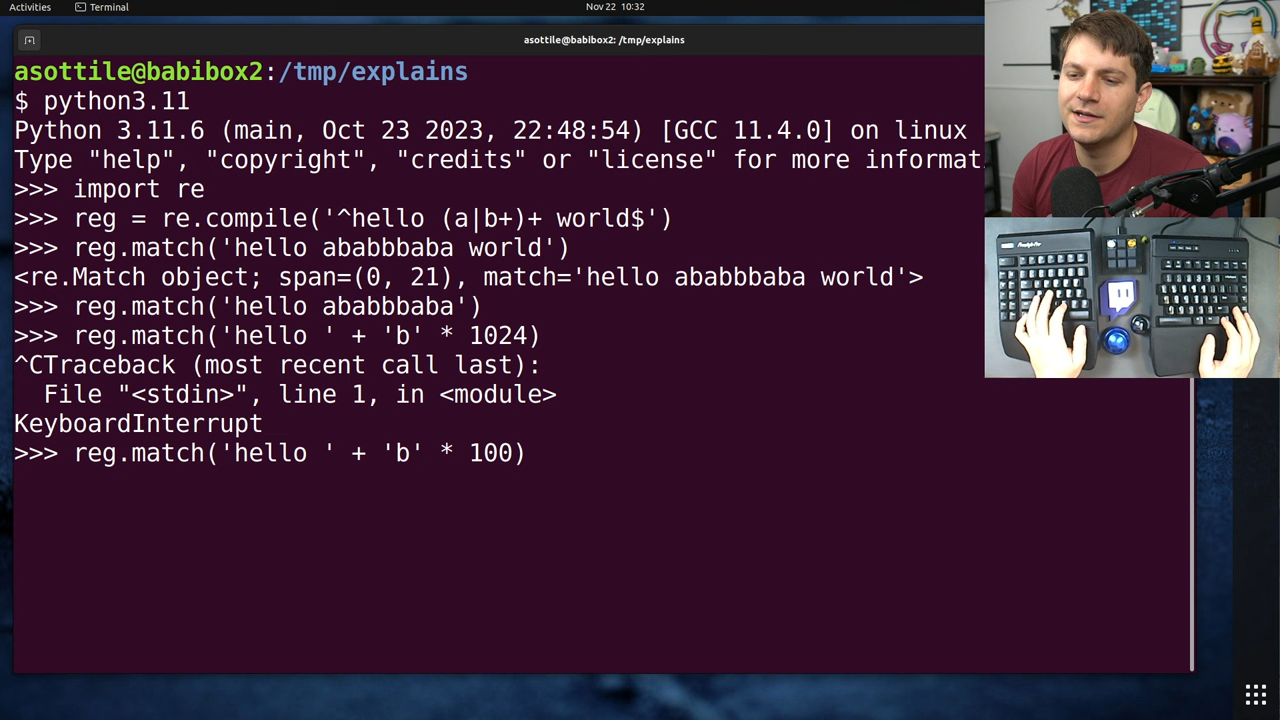 Activities
Terminal
Nov 22 10:32
asottile@babibox2: /tmp/explains
asottile@babibox2:/tmp/explains
$ python3.11
Python 3.11.6 (main, Oct 23 2023, 22:48:54) [GCC 11.4.0] on linux
Type "help", "copyright", "credits" or "license" for more informat
>>> import re
>>> reg = re.compile('^hello (a|b+)+ world$')
>>> reg.match('hello ababbbaba world')
<re.Match object; span=(0, 21), match='hello ababbbaba world'>
>>> reg.match('hello ababbbaba')
>>> reg.match('hello ' + 'b' * 1024)
^CTraceback (most recent call last):
  File "<stdin>", line 1, in <module>
KeyboardInterrupt
>>> reg.match('hello ' + 'b' * 100)